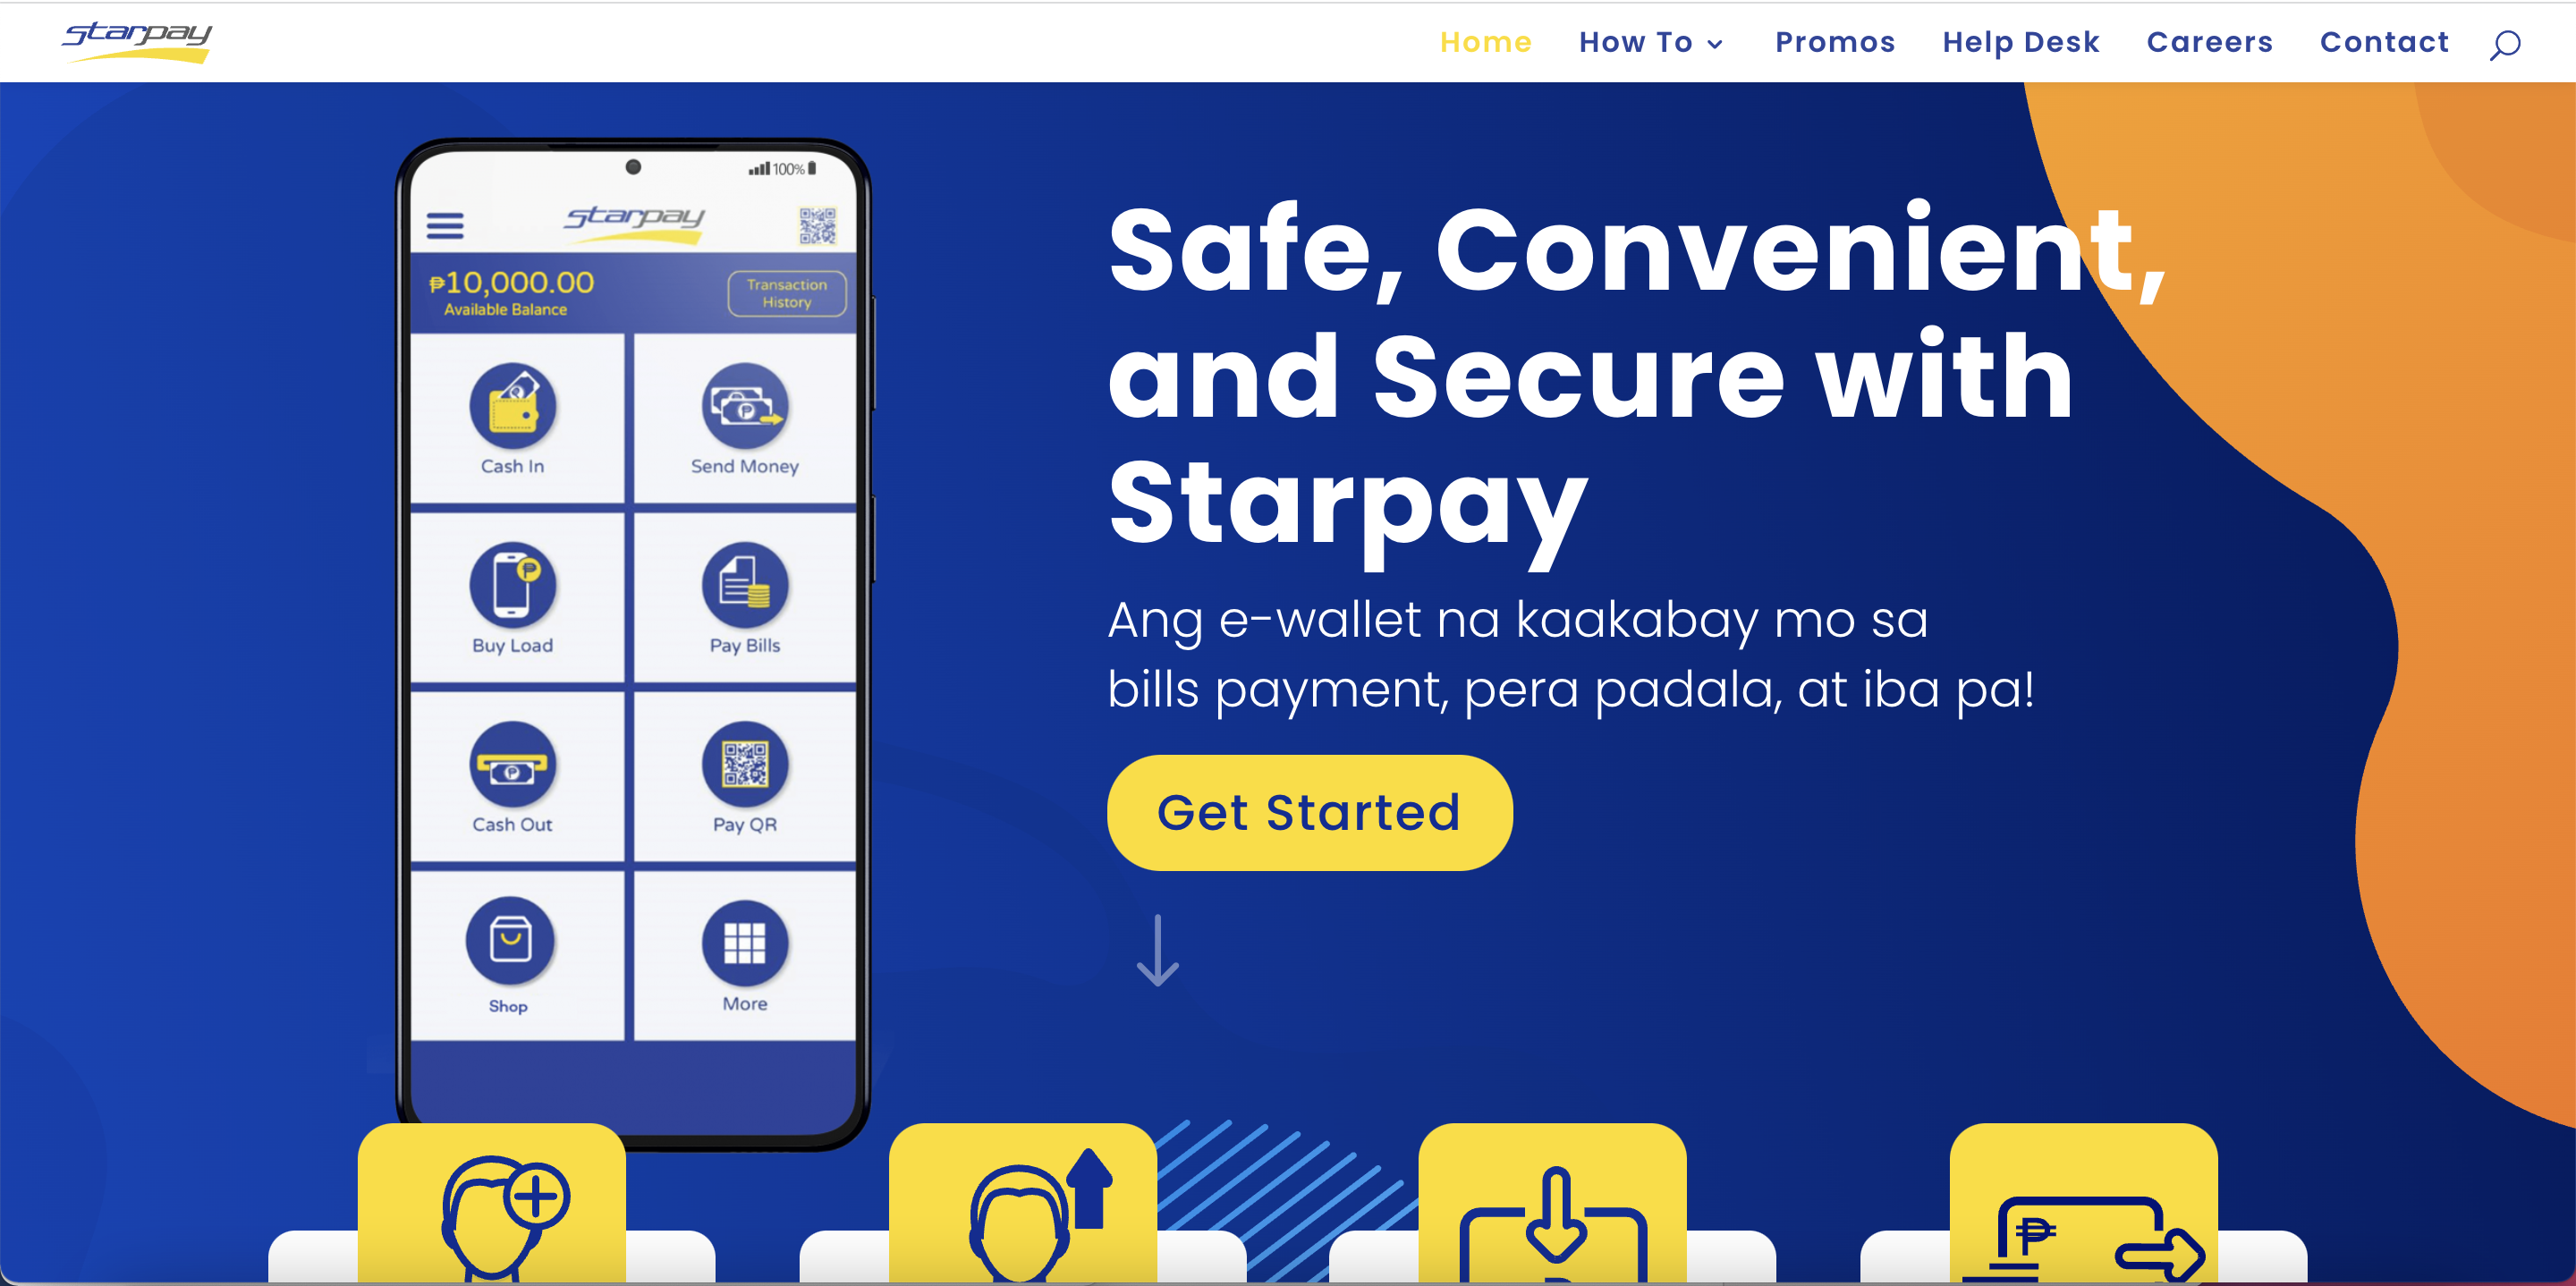 starpay
Home How To Promos Help Desk Careers Contact
100%
starpay
₱10,000.00
Available Balance
Transaction
History
Cash In
Send Money
Buy Load
Pay Bills
Cash Out
Pay QR
Shop
More
Safe, Convenient,
and Secure with
Starpay
Ang e-wallet na kaakabay mo sa
bills payment, pera padala, at iba pa!
Get Started
₱